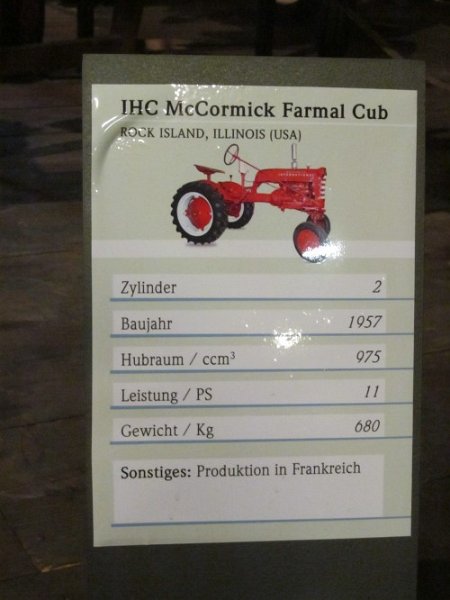 IHC McCormick Farmal Cub
ROCK ISLAND, ILLINOIS (USA)
Zylinder 2
Baujahr 1957
Hubraum / ccm³ 975
Leistung / PS 11
Gewicht / Kg 680
Sonstiges: Produktion in Frankreich